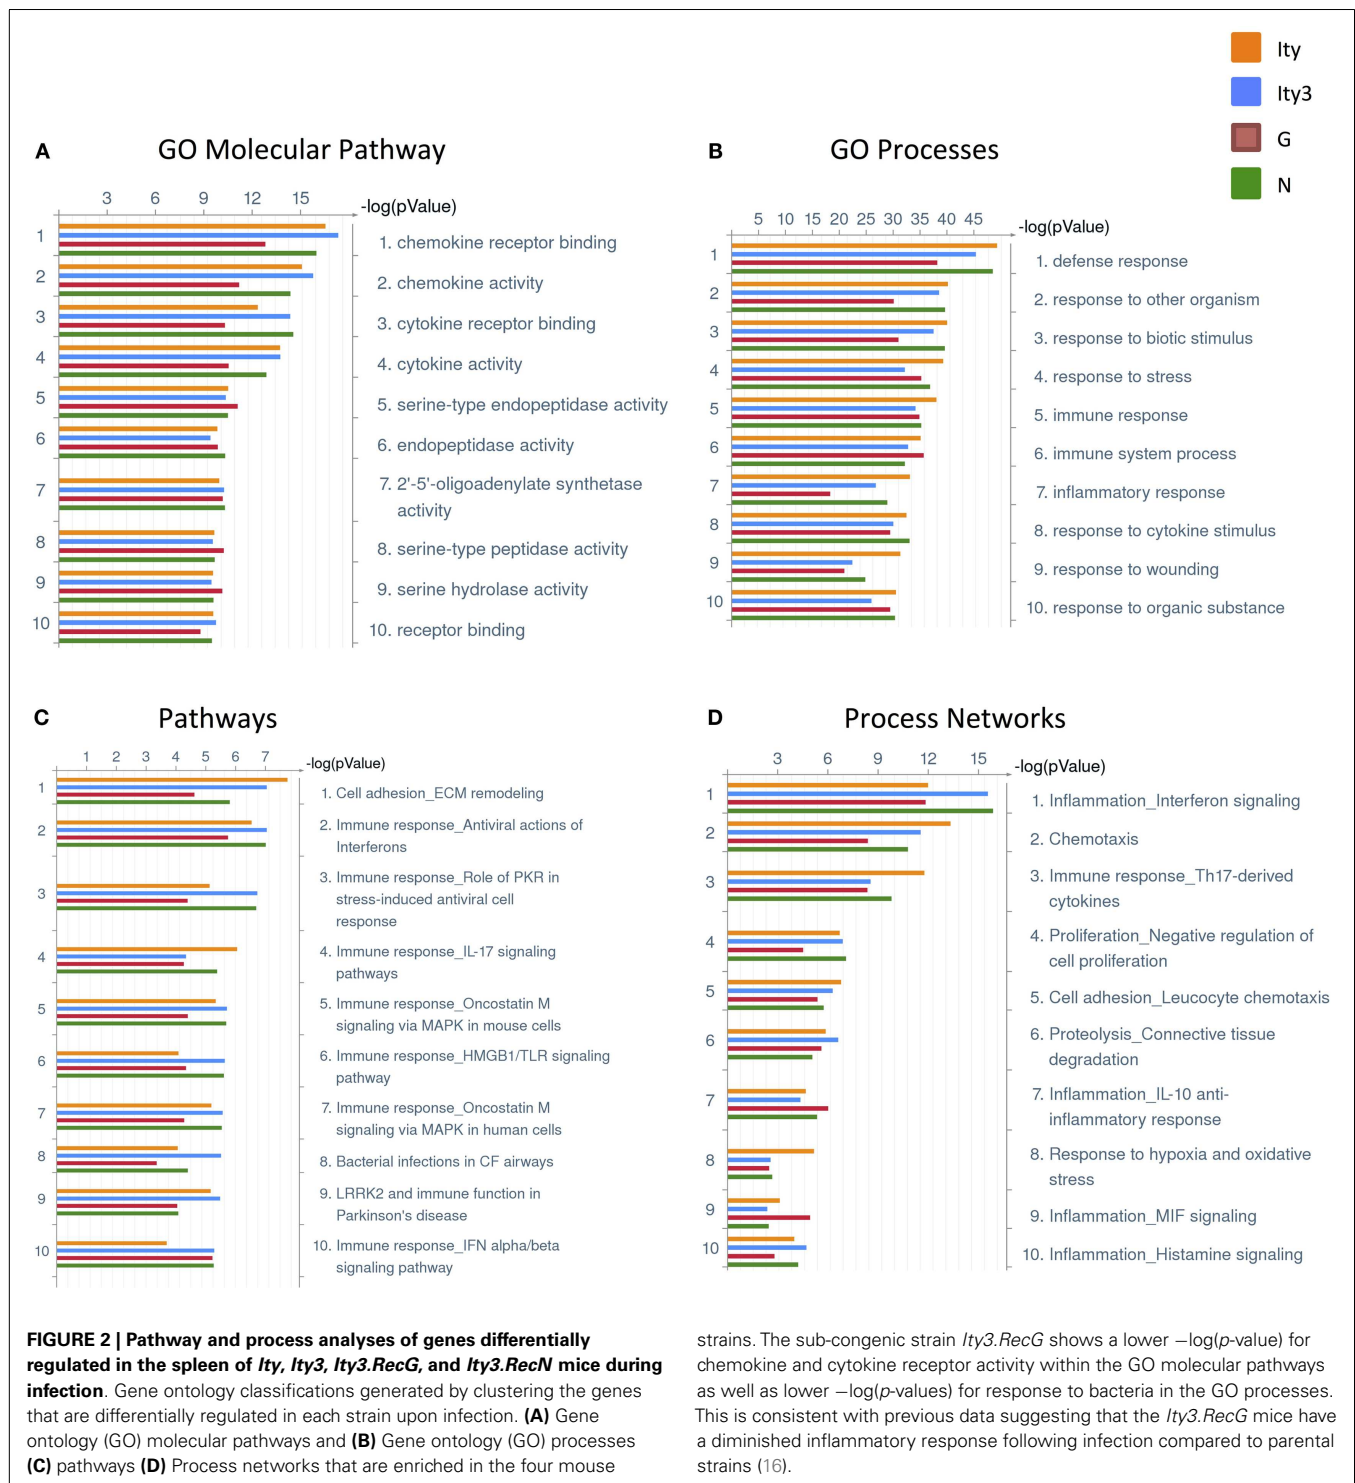 Ity
Ity3
G
N
A GO Molecular Pathway
3 6 9 12 15
-log(pValue)
1
2
3
4
5
6
7
8
9
10
1. chemokine receptor binding
2. chemokine activity
3. cytokine receptor binding
4. cytokine activity
5. serine-type endopeptidase activity
6. endopeptidase activity
7. 2'-5'-oligoadenylate synthetase
activity
8. serine-type peptidase activity
9. serine hydrolase activity
10. receptor binding
B GO Processes
5 10 15 20 25 30 35 40 45
-log(pValue)
1
2
3
4
5
6
7
8
9
10
1. defense response
2. response to other organism
3. response to biotic stimulus
4. response to stress
5. immune response
6. immune system process
7. inflammatory response
8. response to cytokine stimulus
9. response to wounding
10. response to organic substance
C Pathways
1 2 3 4 5 6 7
-log(pValue)
1
2
3
4
5
6
7
8
9
10
1. Cell adhesion_ECM remodeling
2. Immune response_Antiviral actions of
Interferons
3. Immune response_Role of PKR in
stress-induced antiviral cell
response
4. Immune response_IL-17 signaling
pathways
5. Immune response_Oncostatin M
signaling via MAPK in mouse cells
6. Immune response_HMGB1/TLR signaling
pathway
7. Immune response_Oncostatin M
signaling via MAPK in human cells
8. Bacterial infections in CF airways
9. LRRK2 and immune function in
Parkinson's disease
10. Immune response_IFN alpha/beta
signaling pathway
D Process Networks
3 6 9 12 15
-log(pValue)
1
2
3
4
5
6
7
8
9
10
1. Inflammation_Interferon signaling
2. Chemotaxis
3. Immune response_Th17-derived
cytokines
4. Proliferation_Negative regulation of
cell proliferation
5. Cell adhesion_Leucocyte chemotaxis
6. Proteolysis_Connective tissue
degradation
7. Inflammation_IL-10 anti-
inflammatory response
8. Response to hypoxia and oxidative
stress
9. Inflammation_MIF signaling
10. Inflammation_Histamine signaling
FIGURE 2 | Pathway and process analyses of genes differentially
regulated in the spleen of Ity, Ity3, Ity3.RecG, and Ity3.RecN mice during
infection. Gene ontology classifications generated by clustering the genes
that are differentially regulated in each strain upon infection. (A) Gene
ontology (GO) molecular pathways and (B) Gene ontology (GO) processes
(C) pathways (D) Process networks that are enriched in the four mouse
strains. The sub-congenic strain Ity3.RecG shows a lower −log(p-value) for
chemokine and cytokine receptor activity within the GO molecular pathways
as well as lower −log(p-values) for response to bacteria in the GO processes.
This is consistent with previous data suggesting that the Ity3.RecG mice have
a diminished inflammatory response following infection compared to parental
strains (16).